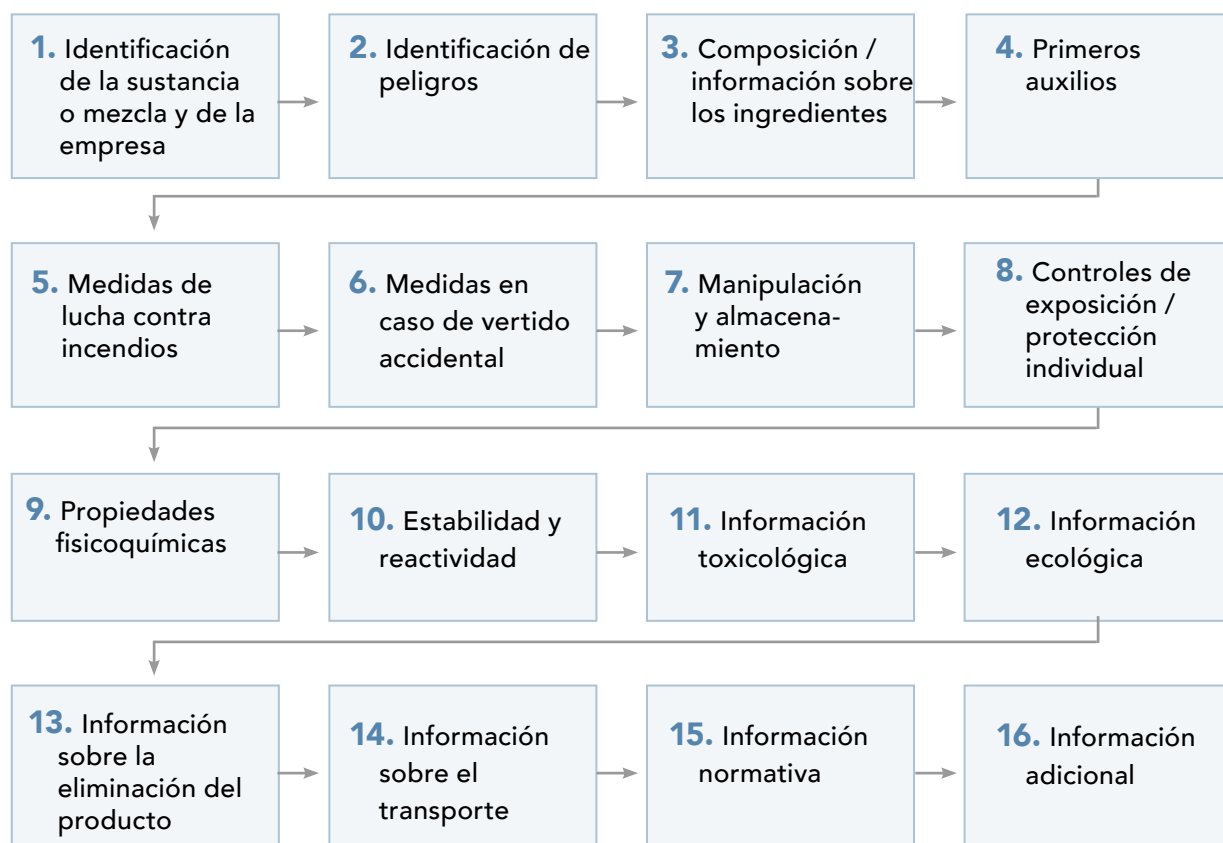 1. Identificación
de la sustancia
o mezcla y de la
empresa
2. Identificación de
peligros
3. Composición /
información sobre
los ingredientes
4. Primeros
auxilios
5. Medidas de
lucha contra
incendios
6. Medidas en
caso de vertido
accidental
7. Manipulación
y almacena-
miento
8. Controles de
exposición /
protección
individual
9. Propiedades
fisicoquímicas
10. Estabilidad y
reactividad
11. Información
toxicológica
12. Información
ecológica
13. Información
sobre la
eliminación del
producto
14. Información
sobre el
transporte
15. Información
normativa
16. Información
adicional